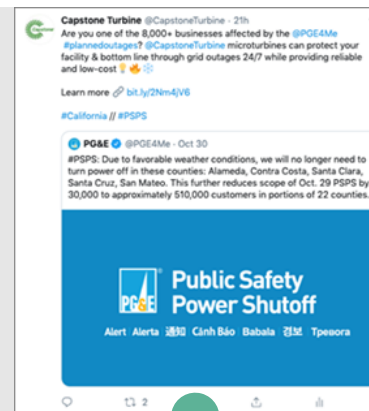 Capstone Turbine @CapstoneTurbine · 21h
Are you one of the 8,000+ businesses affected by the @PGE4Me
#plannedoutages? @CapstoneTurbine microturbines can protect your
facility & bottom line through grid outages 24/7 while providing reliable
and low-cost 💡🔥❄️
Learn more 🔗 bit.ly/2Nm4jV6
#California // #PSPS
PG&E @PGE4Me · Oct 30
#PSPS: Due to favorable weather conditions, we will no longer need to
turn power off in these counties: Alameda, Contra Costa, Santa Clara,
Santa Cruz, San Mateo. This further reduces scope of Oct. 29 PSPS by
30,000 to approximately 510,000 customers in portions of 22 counties.
PG&E
Public Safety
Power Shutoff
Alert Alerta 通知 Cảnh Báo Babala 경보 Тревога
2